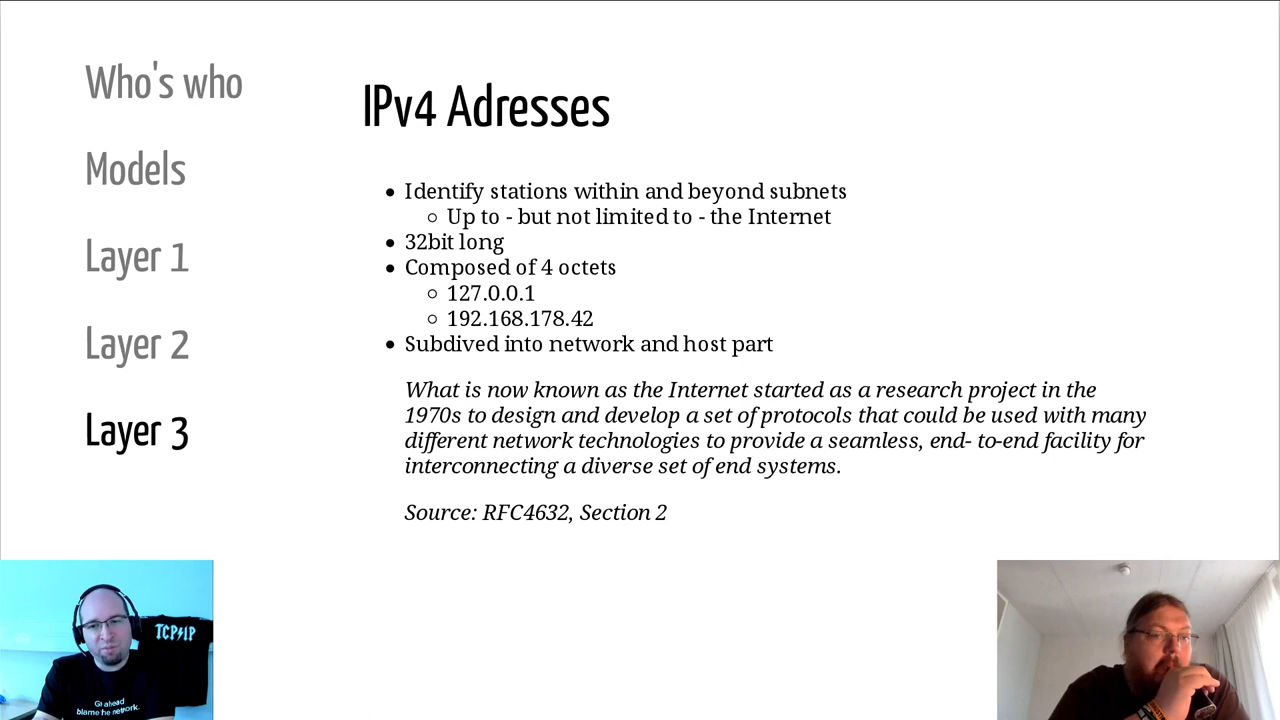 Who's who
Models
Layer 1
Layer 2
Layer 3
IPv4 Adresses
• Identify stations within and beyond subnets
○ Up to - but not limited to - the Internet
• 32bit long
• Composed of 4 octets
○ 127.0.0.1
○ 192.168.178.42
• Subdived into network and host part
What is now known as the Internet started as a research project in the
1970s to design and develop a set of protocols that could be used with many
different network technologies to provide a seamless, end- to-end facility for
interconnecting a diverse set of end systems.
Source: RFC4632, Section 2
TCP⚡IP
Go ahead
blame he network.